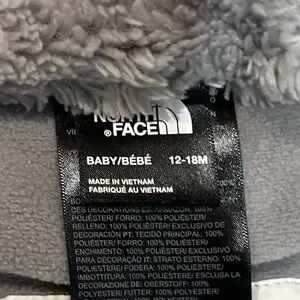 NORTH
® FACE
BABY/BÉBÉ 12-18M
MADE IN VIETNAM
FABRIQUÉ AU VIETNAM
100% POLIÉSTER/
POLIÉSTER/ FORRO: 100% POLIÉSTER/
RELLENO: 100% POLIÉSTER/ EXCLUSIVO DE
DECORACIÓN PT: TECIDO PRINCIPAL: 100%
POLIÉSTER/ FORRO: 100% POLIÉSTER/
ENCHIMENTO: 100% POLIÉSTER/ EXCLUSIVO
PARA DECORAÇÃO IT: STRATO ESTERNO: 100%
POLIESTERE/FODERA: 100% POLIESTERE/
IMBOTTITURA: 100% POLIESTERE/ ESCLUSA LA
DECORAZIONE DE: OBERSTOFF: 100%
POLYESTER/ FUTTER: 100% POLYESTER/